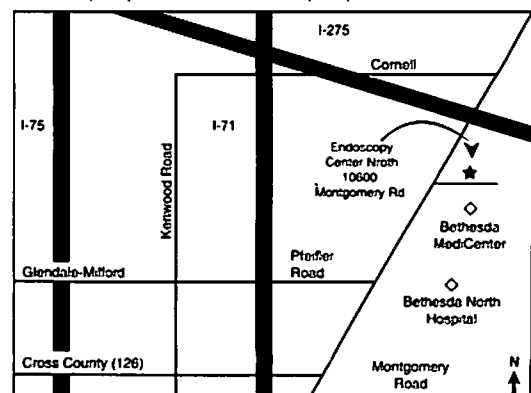 I-275
Cornell
I-75
I-71
Kenwood Road
Endoscopy
Center Nroth
10600
Montgomery Rd
Bethesda
MediCenter
Pfeiffer
Road
Glendale-Milford
Bethesda North
Hospital
Cross County (126)
Montgomery
Road
N